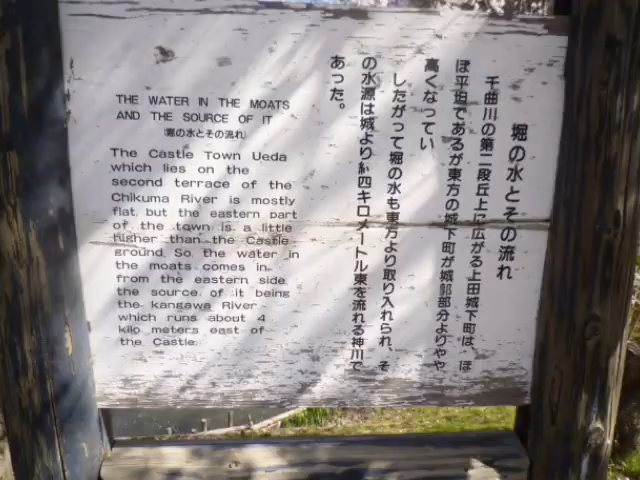 堀の水とその流れ
千曲川の第二段丘上に広がる上田城下町は、ほ
ぼ平迫であるが東方の城下町が城郭部分よりやや
高くなってい
したがって堀の水も東方より取り入れられ、そ
の水源は城より約四キロメートル東を流れる神川で
あった。
THE WATER IN THE MOATS
AND THE SOURCE OF IT
(濠の水とその流れ)
The Castle Town Ueda
which lies on the
second terrace of the
Chikuma River is mostly
flat, but the eastern part
of the town is a little
higher than the Castle
ground. So, the water in
the moats comes in
from the eastern side
the source of it being
the kangawa River
which runs about 4
kilo meters east of
the Castle.